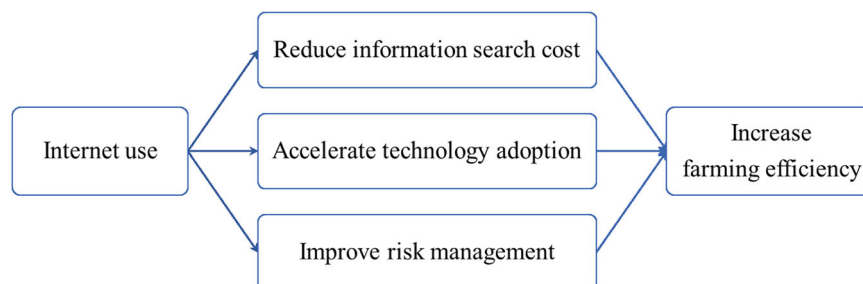 Reduce information search cost
Internet use
Accelerate technology adoption
Increase
farming efficiency
Improve risk management